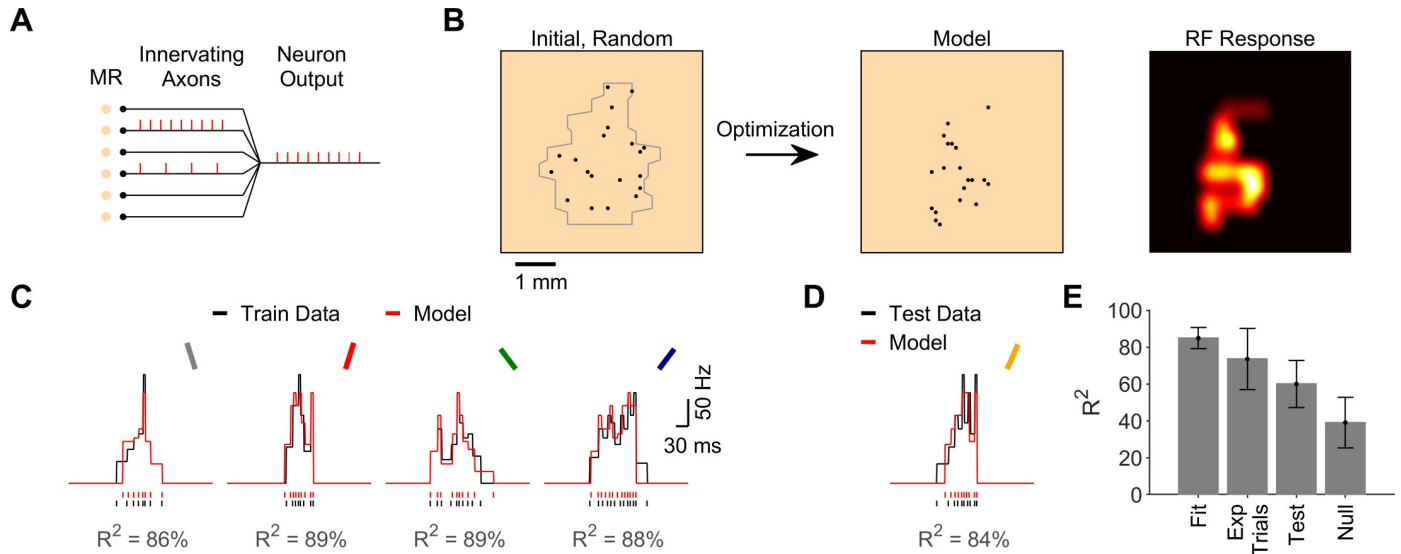 A
MR
Innervating
Axons
Neuron
Output
B
Initial, Random
1 mm
Optimization
Model
RF Response
C
Train Data
Model
50 Hz
30 ms
R² = 86%
R² = 89%
R² = 89%
R² = 88%
D
Test Data
Model
R² = 84%
E
R²
100
80
60
40
20
0
Fit
Exp
Trials
Test
Null